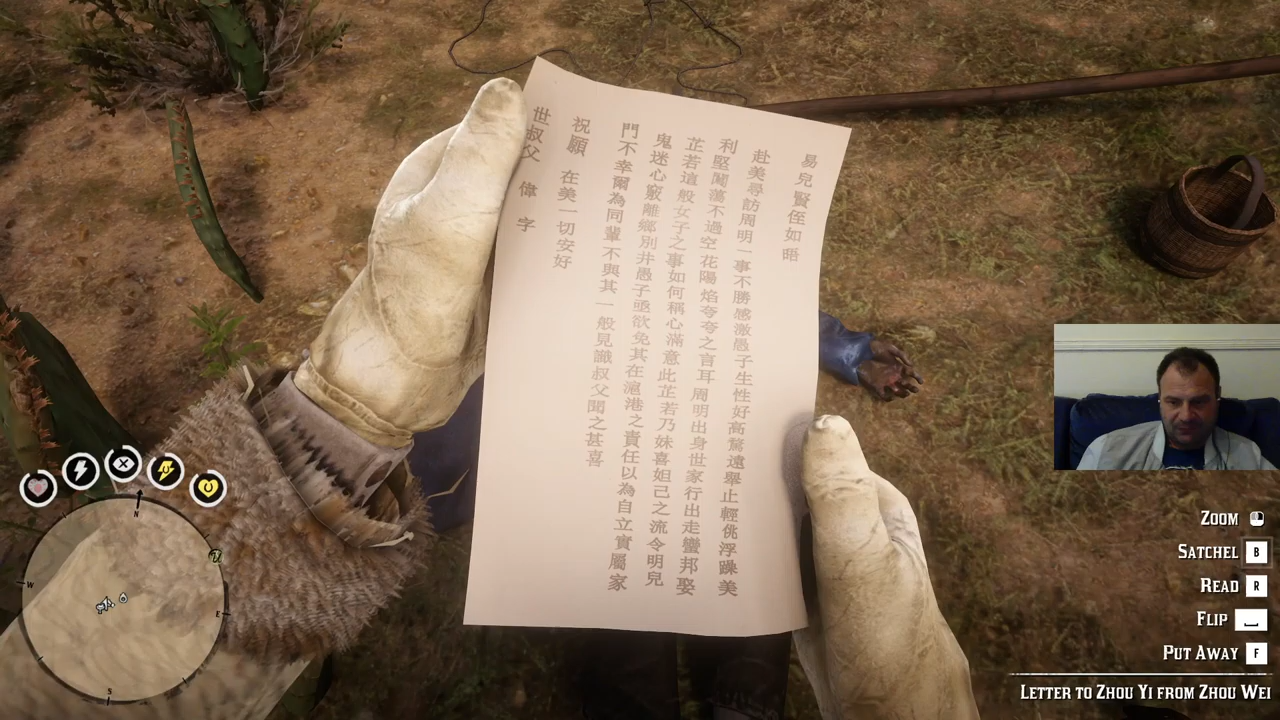 易兒賢侄如晤
赴美尋訪周明一事不勝感激愚子生性好高騖遠舉止輕佻浮躁美
利堅闖蕩不過空花陽焰夸夸之言耳 周明出身世家行出走蠻邦娶
芷若這般女子之事如何稱心滿意此芷若乃妹喜妲己之流令明兒
鬼迷心竅離鄉別井愚子亟欲免其在滬港之責任以為自立實屬家
門不幸爾為同輩不與其一般見識叔父聞之甚喜
祝願 在美一切安好
世叔父 偉 字
N
W
E
S
ZOOM
SATCHEL B
READ R
FLIP
PUT AWAY F
LETTER TO ZHOU YI FROM ZHOU WEI